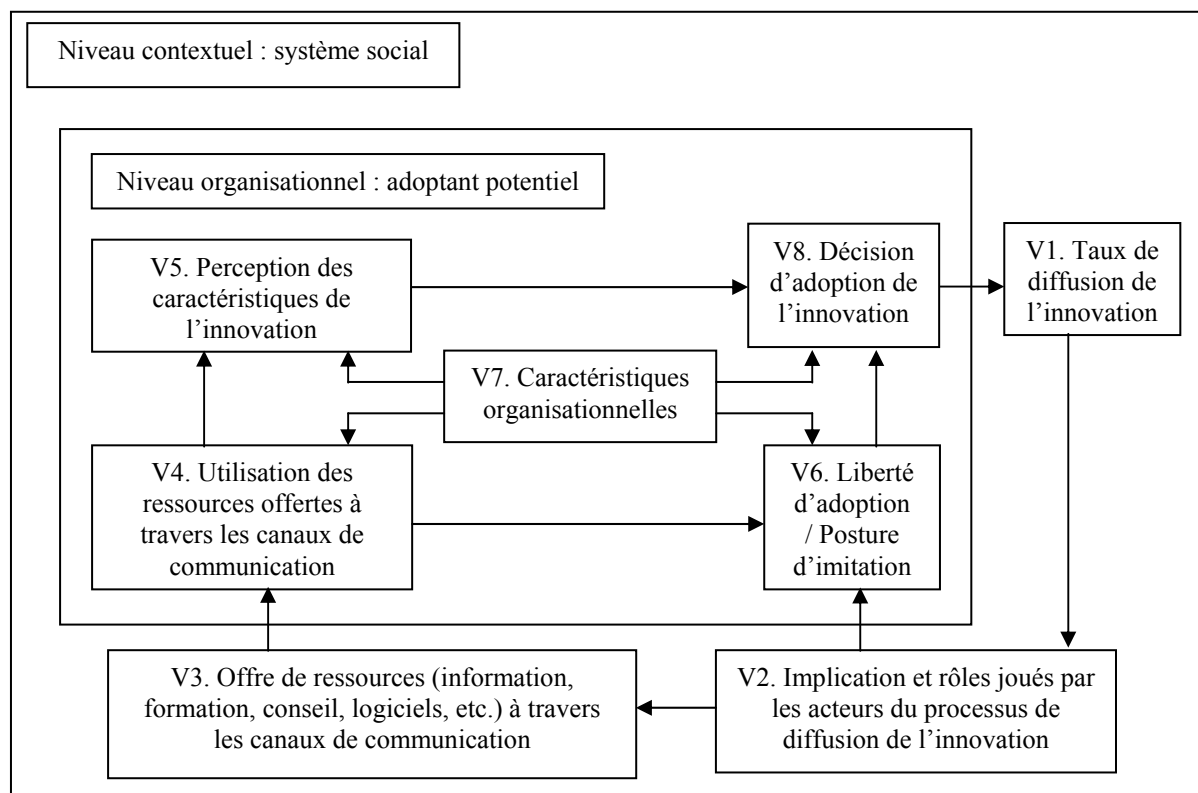 Niveau contextuel : système social
Niveau organisationnel : adoptant potentiel
V5. Perception des
caractéristiques de
l’innovation
V8. Décision
d’adoption de
l’innovation
V1. Taux de
diffusion de
l’innovation
V7. Caractéristiques
organisationnelles
V4. Utilisation des
ressources offertes à
travers les canaux de
communication
V6. Liberté
d’adoption
/ Posture
d’imitation
V3. Offre de ressources (information,
formation, conseil, logiciels, etc.) à travers
les canaux de communication
V2. Implication et rôles joués par
les acteurs du processus de
diffusion de l’innovation